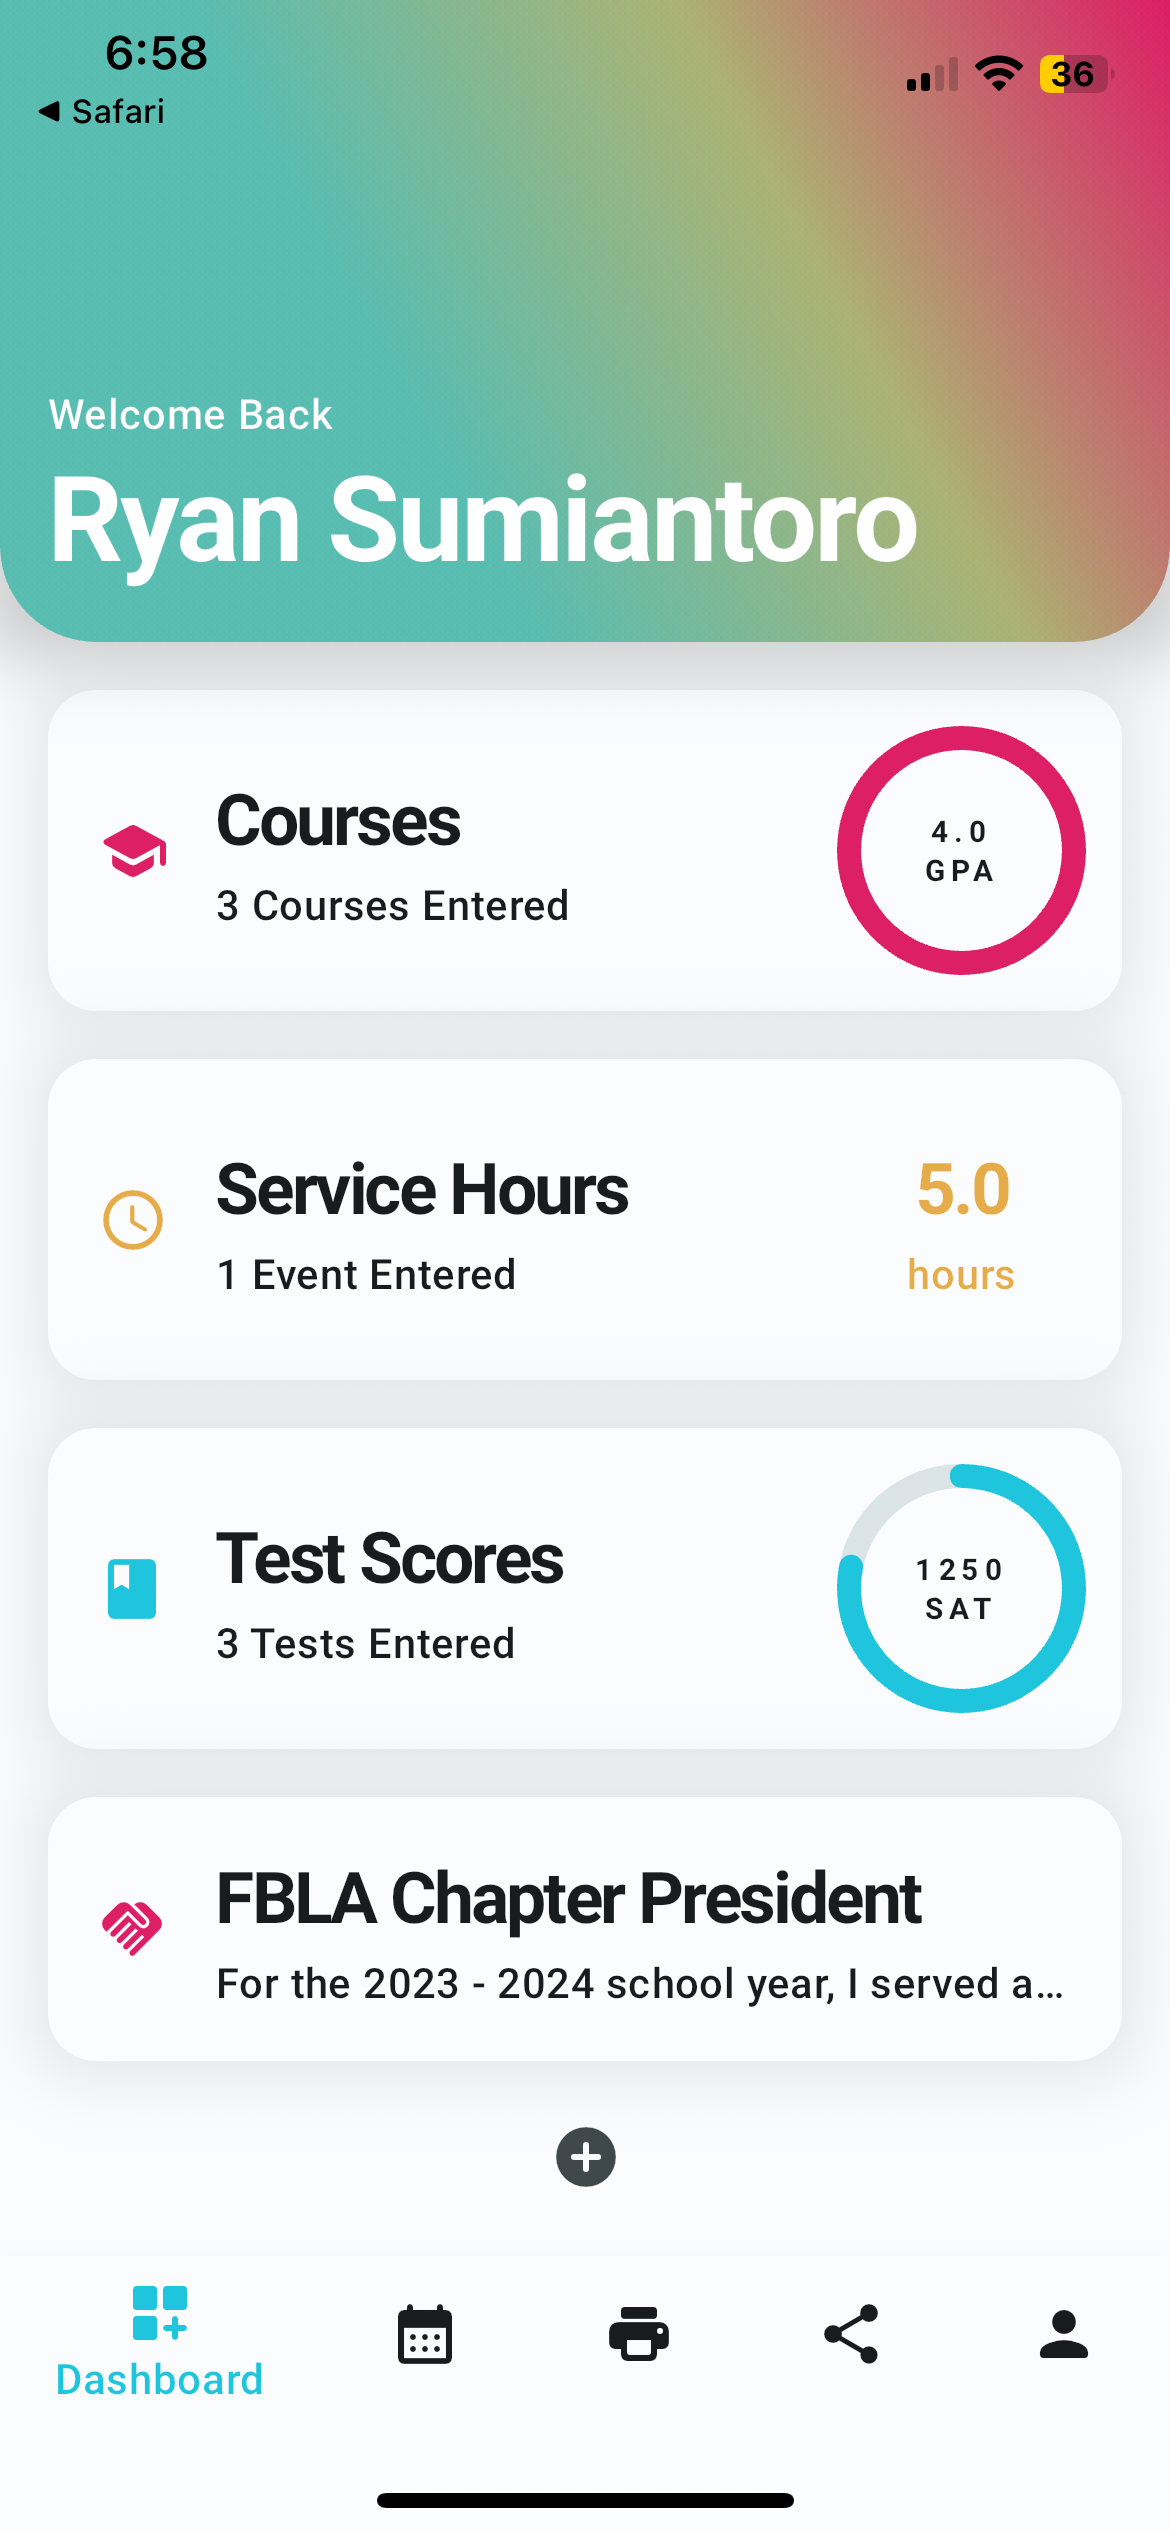 6:58
36
Safari
Welcome Back
Ryan Sumiantoro
Courses
3 Courses Entered
4.0
GPA
Service Hours
1 Event Entered
5.0
hours
Test Scores
3 Tests Entered
1250
SAT
FBLA Chapter President
For the 2023 - 2024 school year, I served a...
Dashboard